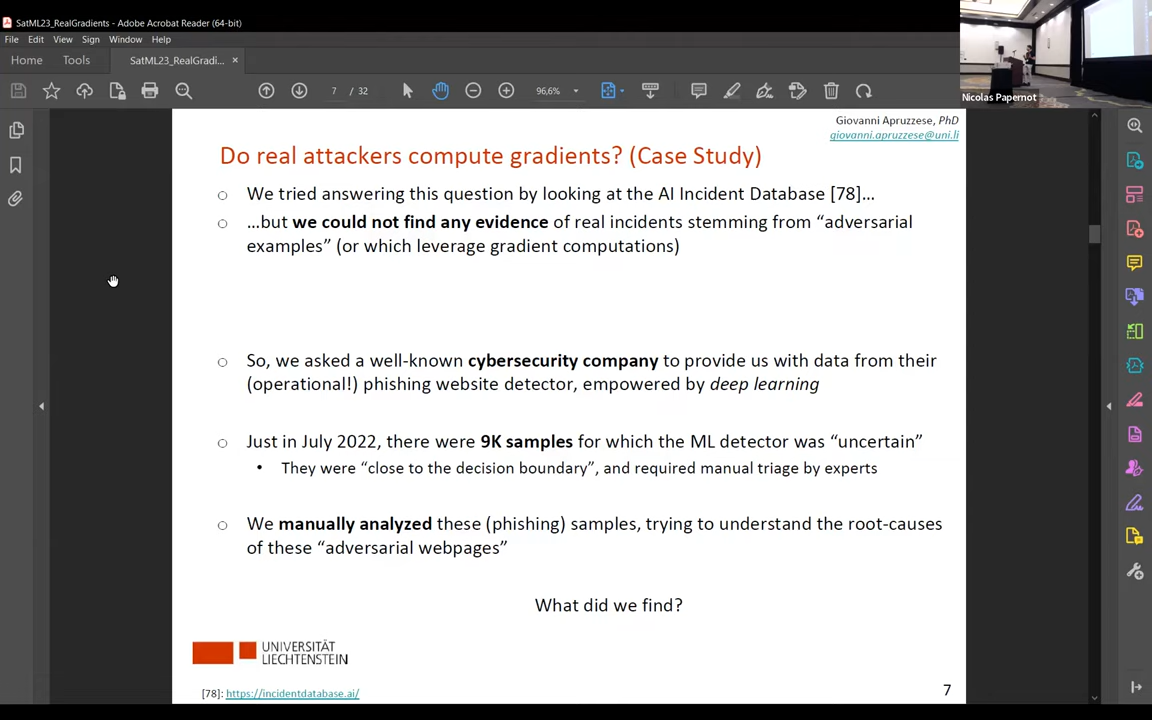 SatML23_RealGradients - Adobe Acrobat Reader (64-bit)
File Edit View Sign Window Help
Home Tools SatML23_RealGradi... ×
7 / 32 96,6%
Nicolas Papernot
Giovanni Apruzzese, PhD
giovanni.apruzzese@uni.li
Do real attackers compute gradients? (Case Study)
We tried answering this question by looking at the AI Incident Database [78]…
…but we could not find any evidence of real incidents stemming from “adversarial
examples” (or which leverage gradient computations)
So, we asked a well-known cybersecurity company to provide us with data from their
(operational!) phishing website detector, empowered by deep learning
Just in July 2022, there were 9K samples for which the ML detector was “uncertain”
• They were “close to the decision boundary”, and required manual triage by experts
We manually analyzed these (phishing) samples, trying to understand the root-causes
of these “adversarial webpages”
What did we find?
UNIVERSITÄT
LIECHTENSTEIN
[78]: https://incidentdatabase.ai/
7